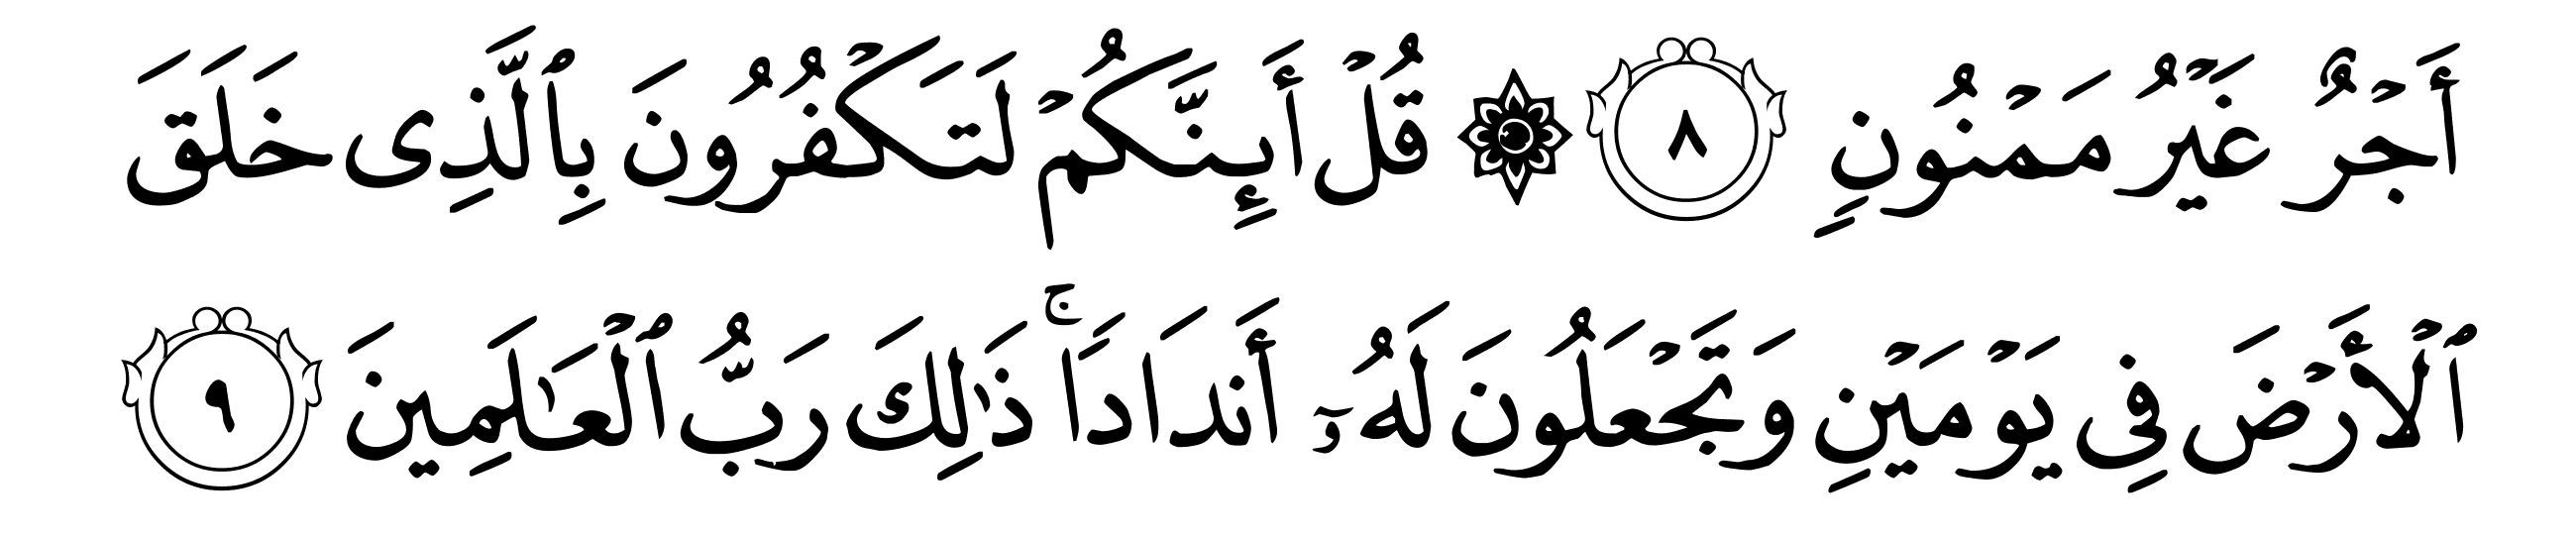 أَجْرٌ غَيْرُ مَمْنُونٍ ٨ ۞ قُلْ أَئِنَّكُمْ لَتَكْفُرُونَ بِٱلَّذِى خَلَقَ
ٱلْأَرْضَ فِى يَوْمَيْنِ وَتَجْعَلُونَ لَهُۥٓ أَندَادًا ۚ ذَٰلِكَ رَبُّ ٱلْعَـٰلَمِينَ ٩